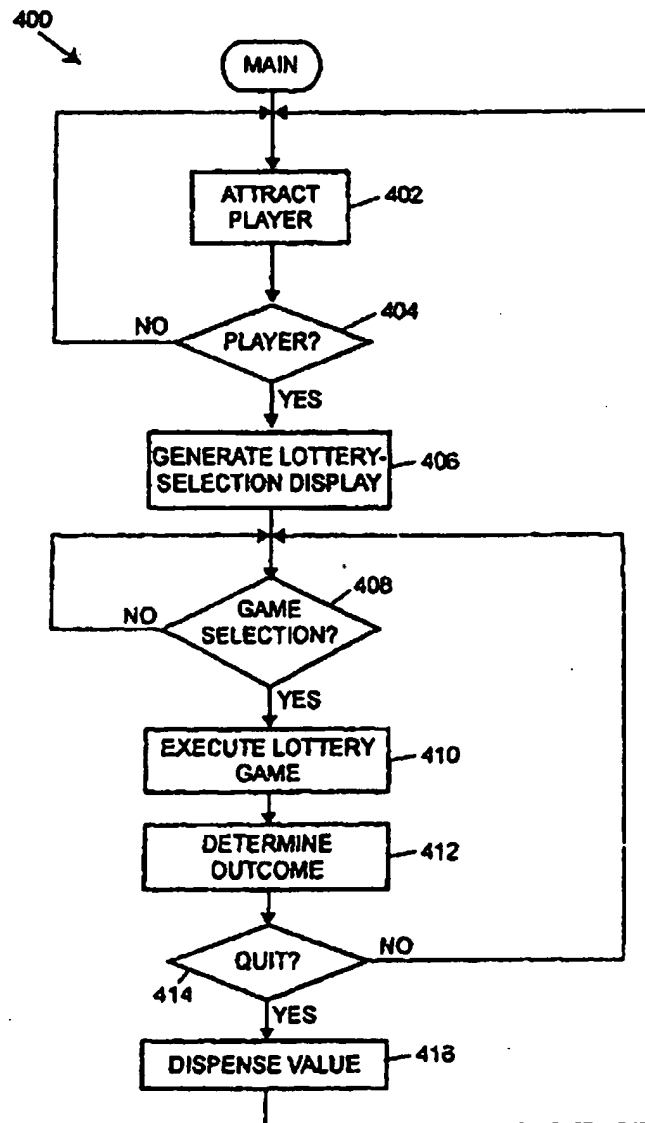 400
MAIN
ATTRACT
PLAYER
402
404
PLAYER?
NO
YES
GENERATE LOTTERY-
SELECTION DISPLAY
406
408
GAME
SELECTION?
NO
YES
EXECUTE LOTTERY
GAME
410
DETERMINE
OUTCOME
412
QUIT?
NO
414
YES
DISPENSE VALUE
416